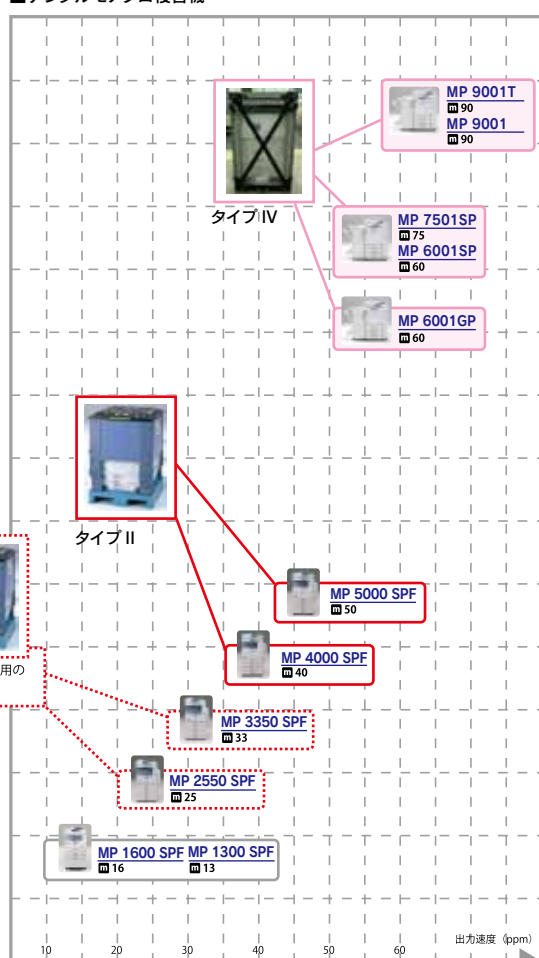 MP 9001T
m 90
MP 9001
m 90
タイプ IV
MP 7501SP
m 75
MP 6001SP
m 60
MP 6001GP
m 60
タイプ II
MP 5000 SPF
m 50
MP 4000 SPF
m 40
用の
MP 3350 SPF
m 33
MP 2550 SPF
m 25
MP 1600 SPF MP 1300 SPF
m 16 m 13
出力速度 (ppm)
10 20 30 40 50 60